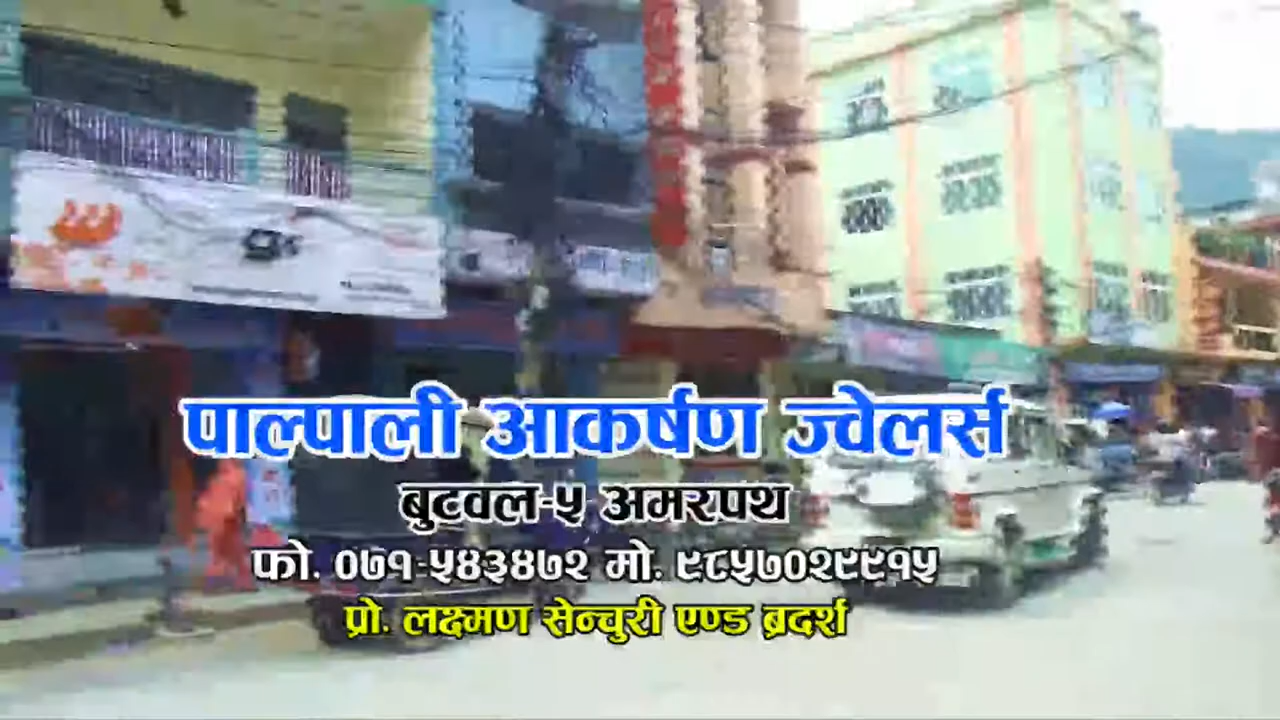 पाल्पाली आकर्षण ज्वेलर्स
बुटवल-५ अमरपथ
फो. ०७१-५४३४७२ मो. ९८५७०२९९१५
प्रो. लक्ष्मण सेन्चुरी एण्ड ब्रदर्श